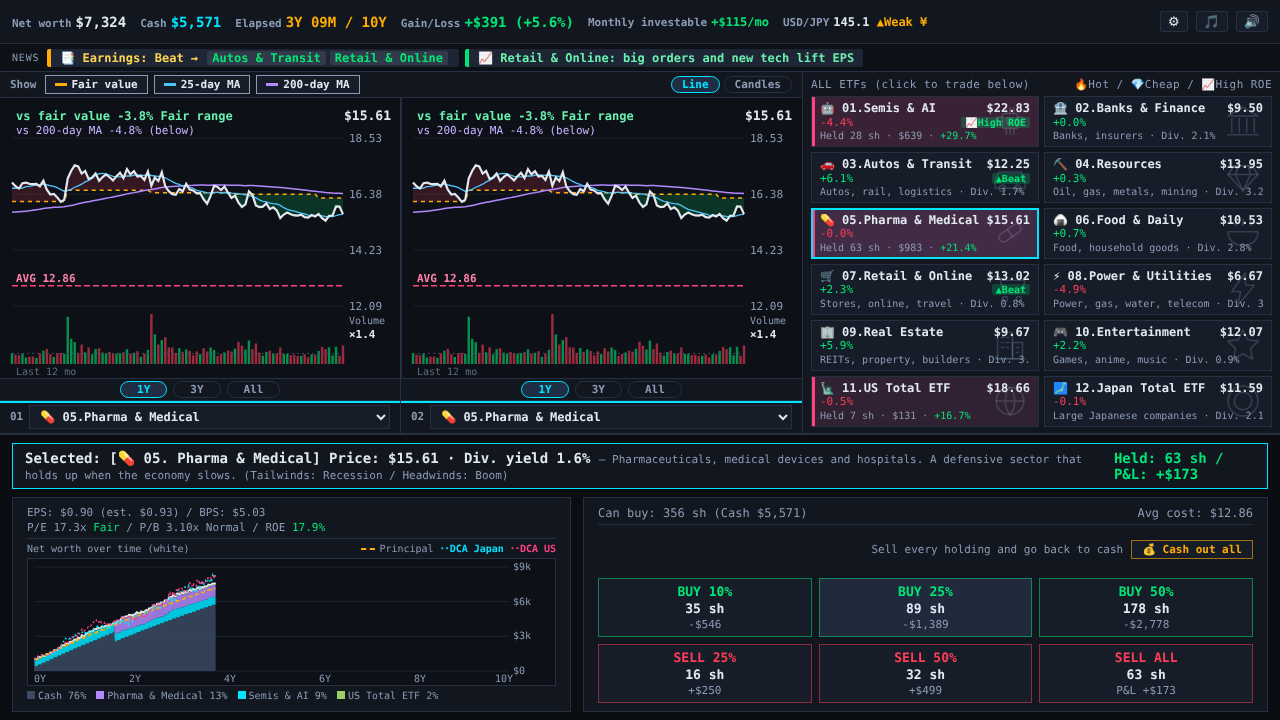 Net worth $7,324 Cash $5,571 Elapsed 3Y 09M / 10Y Gain/Loss +$391 (+5.6%) Monthly investable +$115/mo USD/JPY 145.1 ▲Weak ¥
NEWS Earnings: Beat → Autos & Transit Retail & Online Retail & Online: big orders and new tech lift EPS
Show Fair value 25-day MA 200-day MA Line Candles
vs fair value -3.8% Fair range $15.61
vs 200-day MA -4.8% (below)
18.53
16.38
14.23
AVG 12.86
12.09
Volume
×1.4
Last 12 mo
1Y 3Y All
01 05.Pharma & Medical
vs fair value -3.8% Fair range $15.61
vs 200-day MA -4.8% (below)
18.53
16.38
14.23
AVG 12.86
12.09
Volume
×1.4
Last 12 mo
1Y 3Y All
02 05.Pharma & Medical
ALL ETFs (click to trade below) 🔥Hot / 💎Cheap / 📈High ROE
01.Semis & AI $22.83
-4.4% 📈High ROE
Held 28 sh · $639 · +29.7%
02.Banks & Finance $9.50
+0.0%
Banks, insurers · Div. 2.1%
03.Autos & Transit $12.25
+6.1% ▲Beat
Autos, rail, logistics · Div. 1.7%
04.Resources $13.95
+0.3%
Oil, gas, metals, mining · Div. 3.2
05.Pharma & Medical $15.61
-0.0%
Held 63 sh · $983 · +21.4%
06.Food & Daily $10.53
+0.7%
Food, household goods · Div. 2.8%
07.Retail & Online $13.02
+2.3% ▲Beat
Stores, online, travel · Div. 0.8%
08.Power & Utilities $6.67
-4.9%
Power, gas, water, telecom · Div. 3
09.Real Estate $9.67
+5.9%
REITs, property, builders · Div. 3.
10.Entertainment $12.07
+2.2%
Games, anime, music · Div. 0.9%
11.US Total ETF $18.66
-0.5%
Held 7 sh · $131 · +16.7%
12.Japan Total ETF $11.59
-0.1%
Large Japanese companies · Div. 2.1
Selected: [💊 05. Pharma & Medical] Price: $15.61 · Div. yield 1.6% — Pharmaceuticals, medical devices and hospitals. A defensive sector that
holds up when the economy slows. (Tailwinds: Recession / Headwinds: Boom)
Held: 63 sh /
P&L: +$173
EPS: $0.90 (est. $0.93) / BPS: $5.03
P/E 17.3x Fair / P/B 3.10x Normal / ROE 17.9%
Net worth over time (white) Principal ··DCA Japan ··DCA US
$9k
$6k
$3k
$0
0Y 2Y 4Y 6Y 8Y 10Y
Cash 76% Pharma & Medical 13% Semis & AI 9% US Total ETF 2%
Can buy: 356 sh (Cash $5,571) Avg cost: $12.86
Sell every holding and go back to cash 💰 Cash out all
BUY 10%
35 sh
-$546
BUY 25%
89 sh
-$1,389
BUY 50%
178 sh
-$2,778
SELL 25%
16 sh
+$250
SELL 50%
32 sh
+$499
SELL ALL
63 sh
P&L +$173